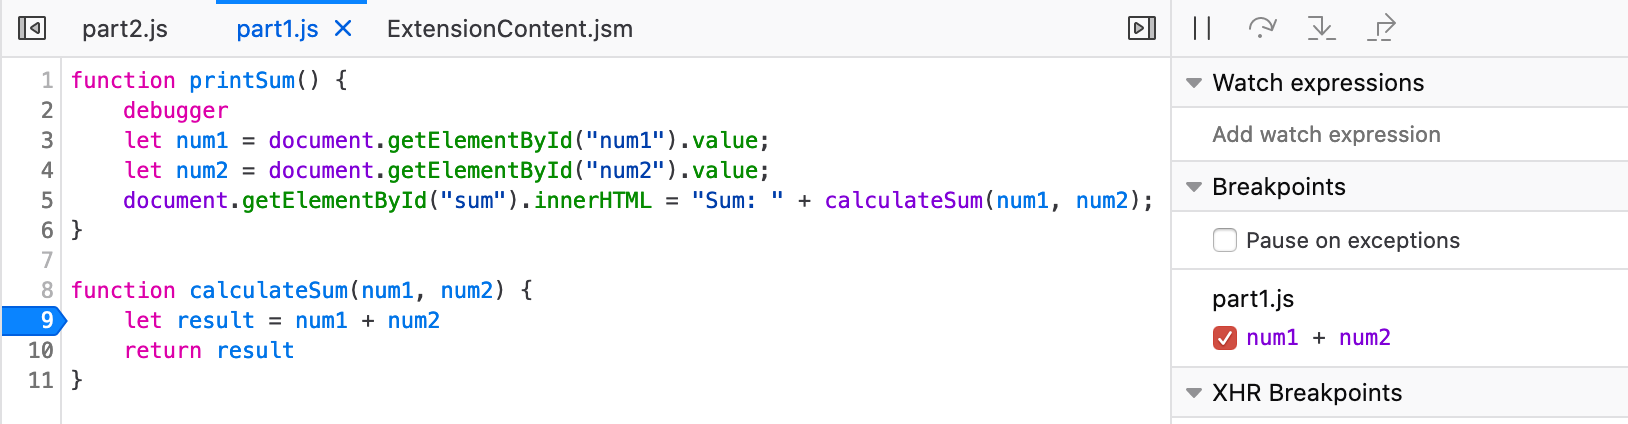 part2.js part1.js ExtensionContent.jsm
1 function printSum() {
2     debugger
3     let num1 = document.getElementById("num1").value;
4     let num2 = document.getElementById("num2").value;
5     document.getElementById("sum").innerHTML = "Sum: " + calculateSum(num1, num2);
6 }
7
8 function calculateSum(num1, num2) {
9     let result = num1 + num2
10     return result
11 }
Watch expressions
Add watch expression
Breakpoints
Pause on exceptions
part1.js
num1 + num2
XHR Breakpoints